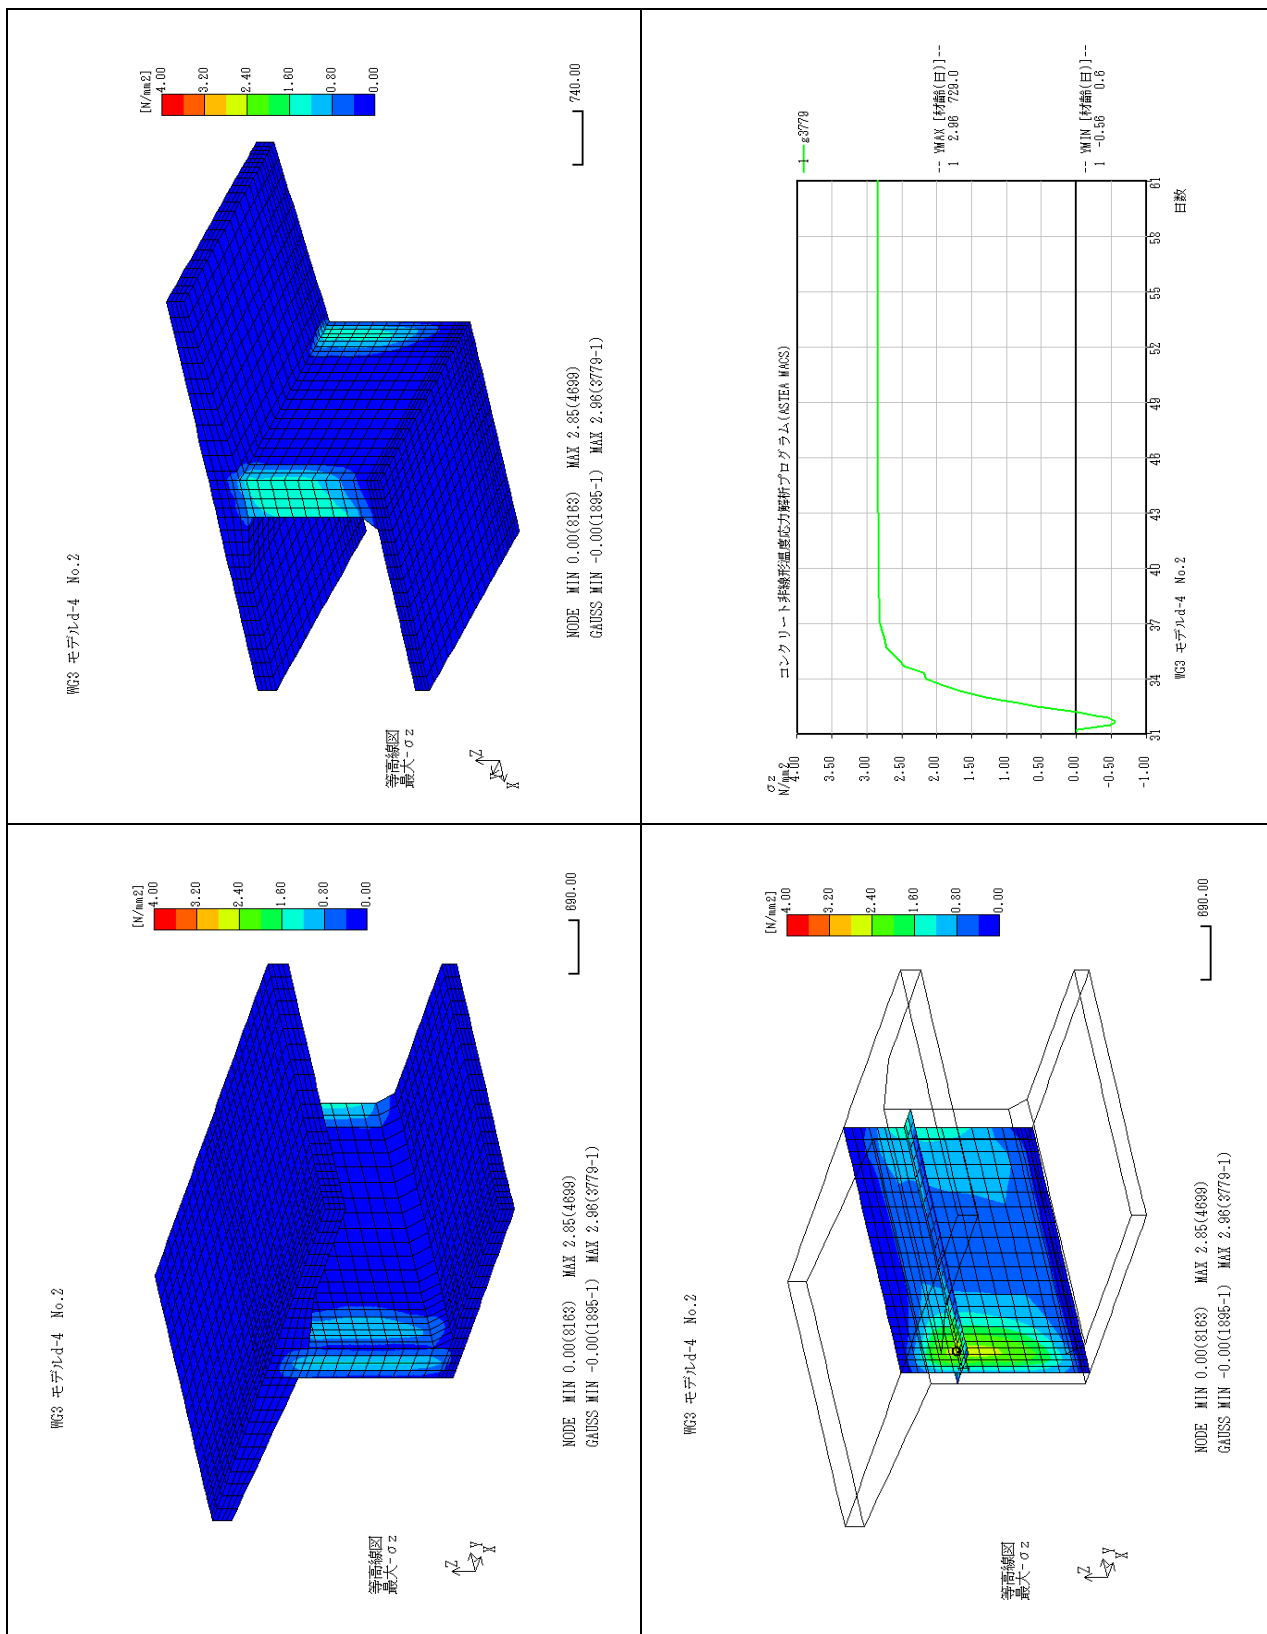 WG3 モデルd-4 No.2
[N/mm2]
4.00
3.20
2.40
1.60
0.80
0.00
740.00
NODE MIN 0.00(8163) MAX 2.85(4699)
GAUSS MIN -0.00(1895-1) MAX 2.96(3779-1)
等高線図
最大-σz
Z
Y
X
コンクリート非線形温度応力解析プログラム(ASTEA MACS)
σz
N/mm2
4.00
3.50
3.00
2.50
2.00
1.50
1.00
0.50
0.00
-0.50
-1.00
31
34
37
40
43
46
49
52
55
58
61
日数
1 g3779
-- YMAX [材齢(日)]--
1 2.96 729.0
-- YMIN [材齢(日)]--
1 -0.56 0.6
WG3 モデルd-4 No.2
WG3 モデルd-4 No.2
[N/mm2]
4.00
3.20
2.40
1.60
0.80
0.00
690.00
NODE MIN 0.00(8163) MAX 2.85(4699)
GAUSS MIN -0.00(1895-1) MAX 2.96(3779-1)
等高線図
最大-σz
Z
Y
X
WG3 モデルd-4 No.2
[N/mm2]
4.00
3.20
2.40
1.60
0.80
0.00
690.00
NODE MIN 0.00(8163) MAX 2.85(4699)
GAUSS MIN -0.00(1895-1) MAX 2.96(3779-1)
等高線図
最大-σz
Z
Y
X